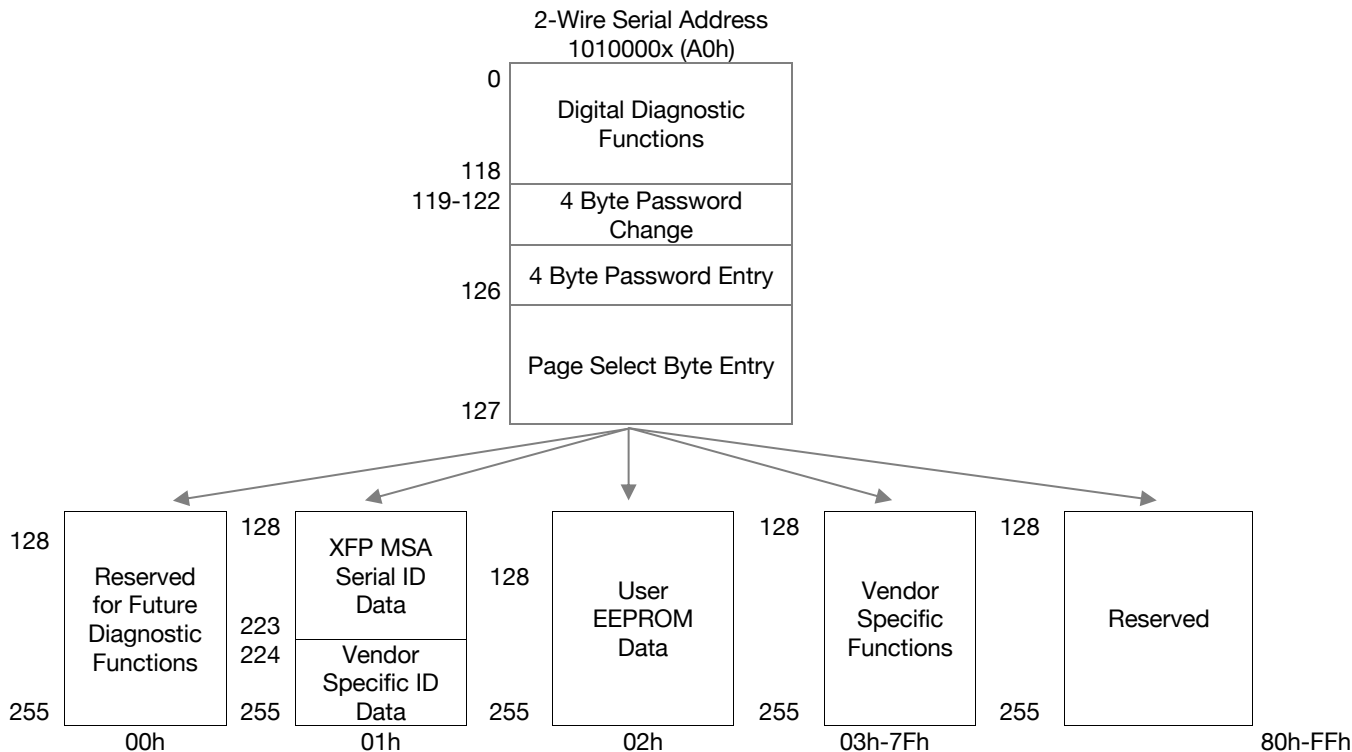 2-Wire Serial Address
1010000x (A0h)
0
Digital Diagnostic
Functions
118
119-122
4 Byte Password
Change
4 Byte Password Entry
126
Page Select Byte Entry
127
128
Reserved
for Future
Diagnostic
Functions
255
00h
128
XFP MSA
Serial ID
Data
223
224
Vendor
Specific ID
Data
255
01h
128
User
EEPROM
Data
255
02h
128
Vendor
Specific
Functions
255
03h-7Fh
128
Reserved
255
80h-FFh